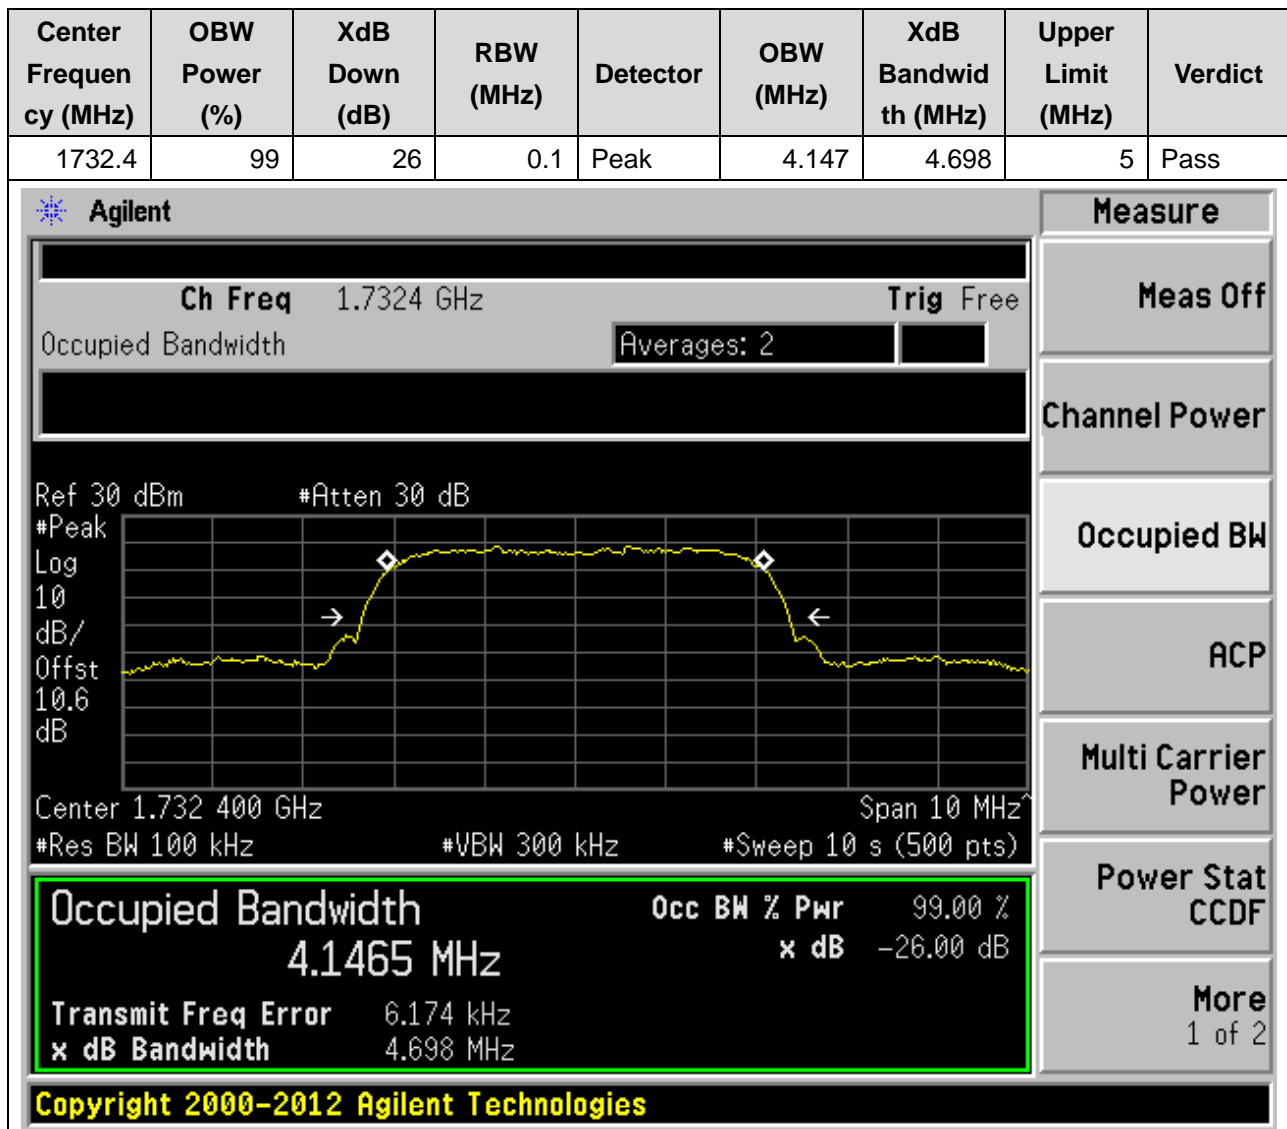 Center Frequen cy (MHz) OBW Power (%) XdB Down (dB) RBW (MHz) Detector OBW (MHz) XdB Bandwid th (MHz) Upper Limit (MHz) Verdict
1732.4 99 26 0.1 Peak 4.147 4.698 5 Pass
Agilent
Measure
Ch Freq 1.7324 GHz Trig Free
Occupied Bandwidth Averages: 2
Meas Off
Channel Power
Occupied BW
ACP
Multi Carrier
Power
Power Stat
CCDF
More
1 of 2
Ref 30 dBm #Atten 30 dB
#Peak
Log
10
dB/
Offst
10.6
dB
Center 1.732 400 GHz Span 10 MHz^
#Res BW 100 kHz #VBW 300 kHz #Sweep 10 s (500 pts)
Occupied Bandwidth Occ BW % Pwr 99.00 %
4.1465 MHz x dB -26.00 dB
Transmit Freq Error 6.174 kHz
x dB Bandwidth 4.698 MHz
Copyright 2000-2012 Agilent Technologies